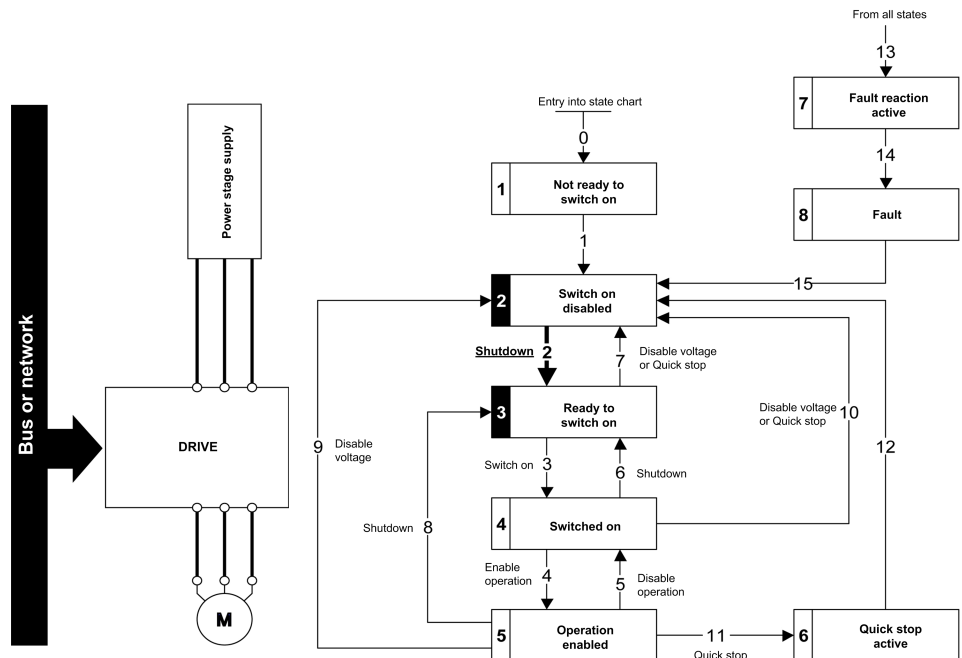 From all states
13
7
Fault reaction
active
14
8
Fault
Entry into state chart
0
1
Not ready to
switch on
1
15
2
Switch on
disabled
Shutdown 2
7
Disable voltage
or Quick stop
3
Ready to
switch on
Disable voltage
or Quick stop
10
12
9
Disable
voltage
Switch on 3
6 Shutdown
4
Switched on
Shutdown 8
Enable
operation
4
5
Disable
operation
5
Operation
enabled
11
Quick stop
6
Quick stop
active
Bus or network
Power stage supply
DRIVE
M